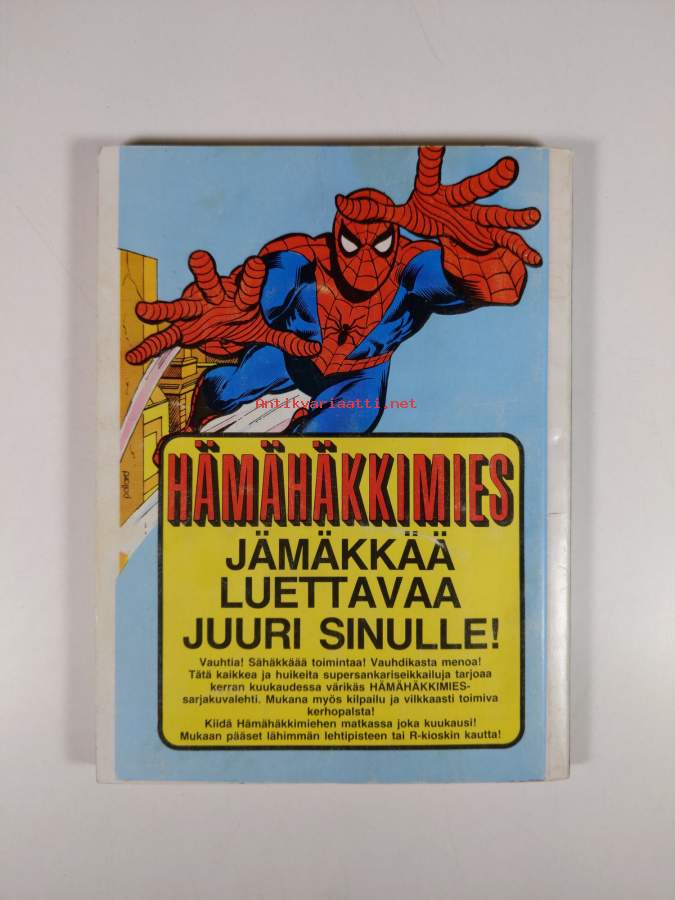 Antikvariaatti.net
pollard
HÄMÄHÄKKIMIES
JÄMÄKKÄÄ
LUETTAVAA
JUURI SINULLE!
Vauhtia! Sähäkkäää toimintaa! Vauhdikasta menoa!
Tätä kaikkea ja huikeita supersankariseikkailuja tarjoaa
kerran kuukaudessa värikäs HÄMÄHÄKKIMIES-
sarjakuvalehti. Mukana myös kilpailu ja vilkkaasti toimiva
kerhopalsta!
Kiidä Hämähäkkimiehen matkassa joka kuukausi!
Mukaan pääset lähimmän lehtipisteen tai R-kioskin kautta!